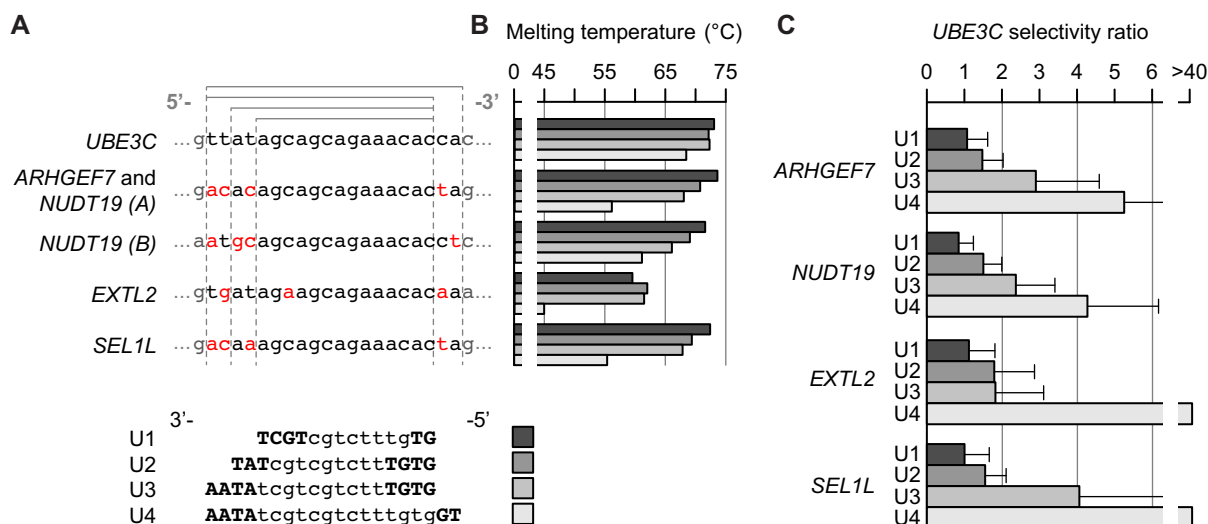 A
B
C
Melting temperature (°C)
UBE3C selectivity ratio
0 45 55 65 75
0 1 2 3 4 5 6 >40
5'- -3'
UBE3C ...gttatagcagcagaaacaccac...
ARHGEF7 and
NUDT19 (A) ...gacacagcagcagaaacactag...
NUDT19 (B) ...aatgcagcagcagaaacacctc...
EXTL2 ...gtgatagaagcagaaacacaaa...
SEL1L ...gacaaagcagcagaaacactag...
3'- -5'
U1 TCGTcgtctttgTG
U2 TATcgtcgtcttTGTG
U3 AATAtcgtcgtcttTGTG
U4 AATAtcgtcgtctttgtgGT
ARHGEF7
U1
U2
U3
U4
NUDT19
U1
U2
U3
U4
EXTL2
U1
U2
U3
U4
SEL1L
U1
U2
U3
U4